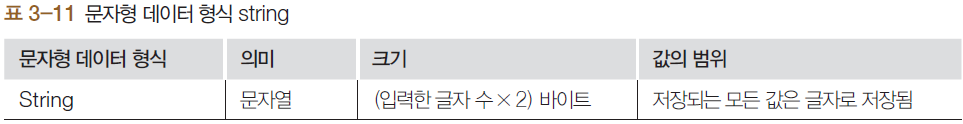 표 3-11 문자형 데이터 형식 string
문자형 데이터 형식 의미 크기 값의 범위
String 문자열 (입력한 글자 수 × 2) 바이트 저장되는 모든 값은 글자로 저장됨